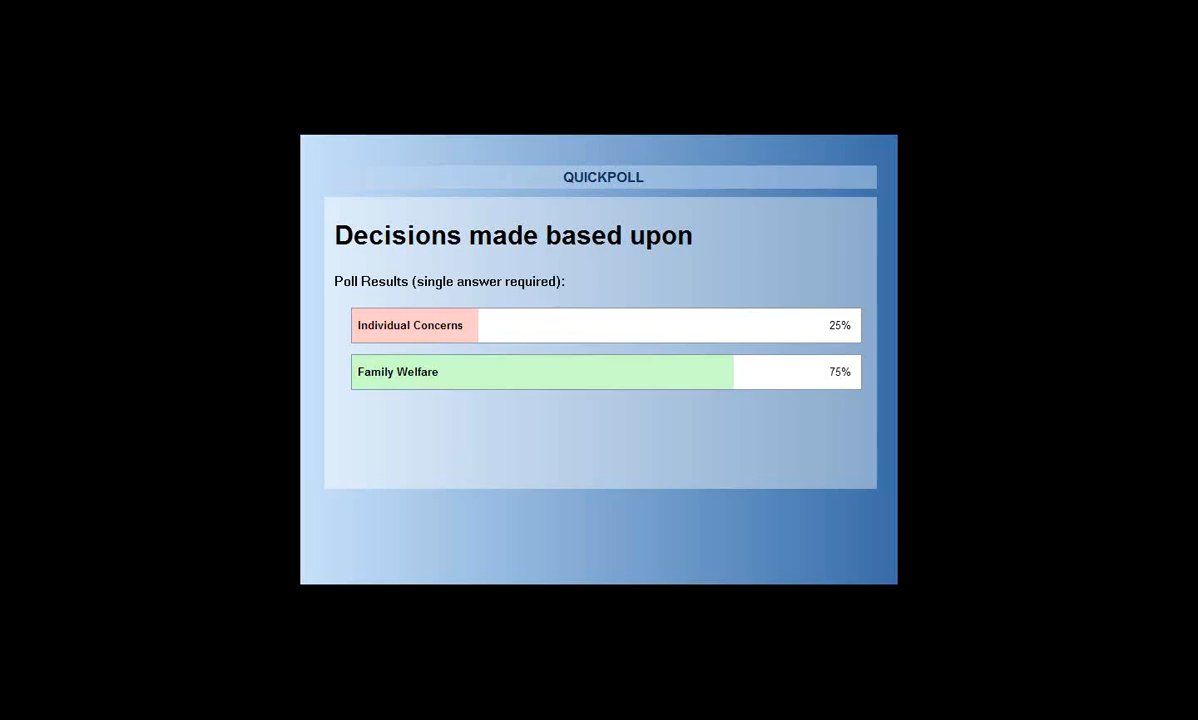 QUICKPOLL
Decisions made based upon
Poll Results (single answer required):
Individual Concerns 25%
Family Welfare 75%